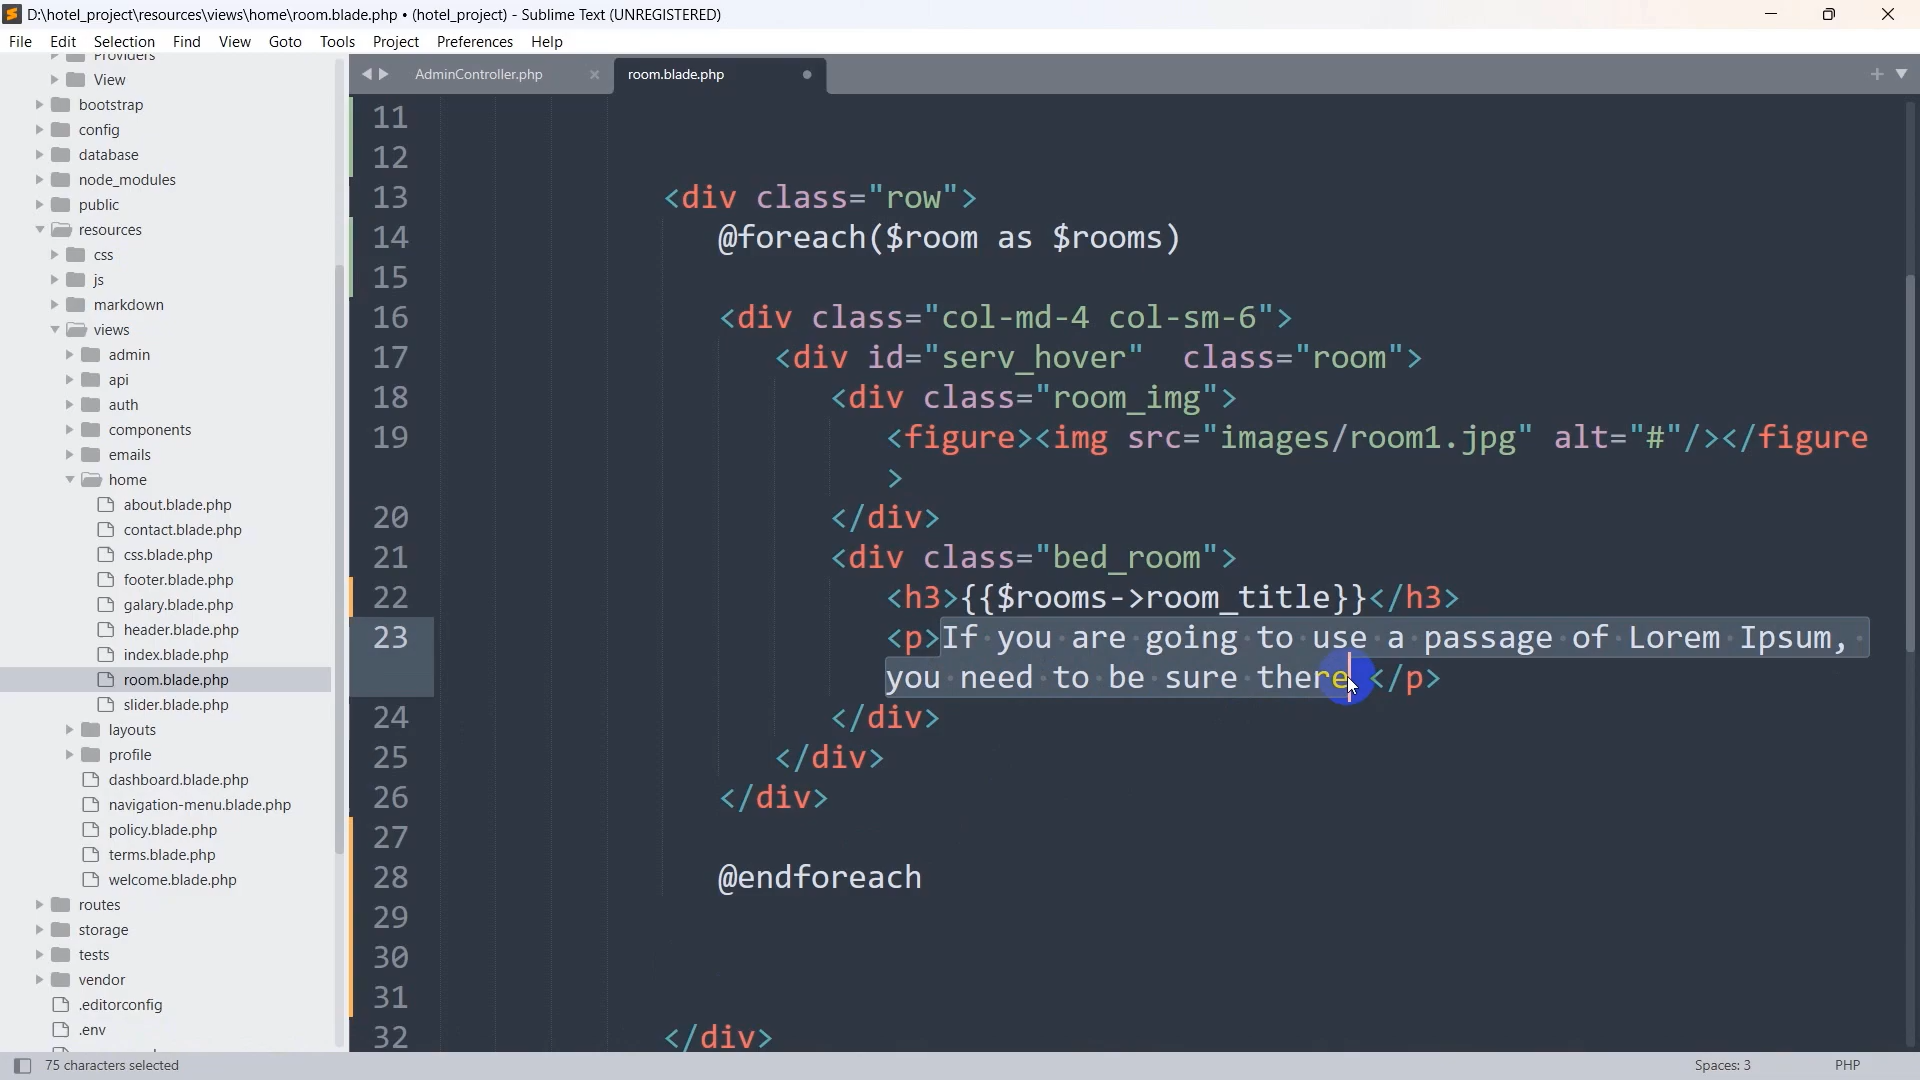 D:\hotel_project\resources\views\home\room.blade.php • (hotel_project) - Sublime Text (UNREGISTERED)
File Edit Selection Find View Goto Tools Project Preferences Help
Providers
View
bootstrap
config
database
node_modules
public
resources
css
js
markdown
views
admin
api
auth
components
emails
home
about.blade.php
contact.blade.php
css.blade.php
footer.blade.php
galary.blade.php
header.blade.php
index.blade.php
room.blade.php
slider.blade.php
layouts
profile
dashboard.blade.php
navigation-menu.blade.php
policy.blade.php
terms.blade.php
welcome.blade.php
routes
storage
tests
vendor
.editorconfig
.env
AdminController.php
room.blade.php
11
12
13 <div class="row">
14 @foreach($room as $rooms)
15
16 <div class="col-md-4 col-sm-6">
17 <div id="serv_hover"  class="room">
18 <div class="room_img">
19 <figure><img src="images/room1.jpg" alt="#"/></figure
>
20 </div>
21 <div class="bed_room">
22 <h3>{{$rooms->room_title}}</h3>
23 <p>If you are going to use a passage of Lorem Ipsum,
you need to be sure there </p>
24 </div>
25 </div>
26 </div>
27
28 @endforeach
29
30
31
32 </div>
75 characters selected
Spaces: 3
PHP